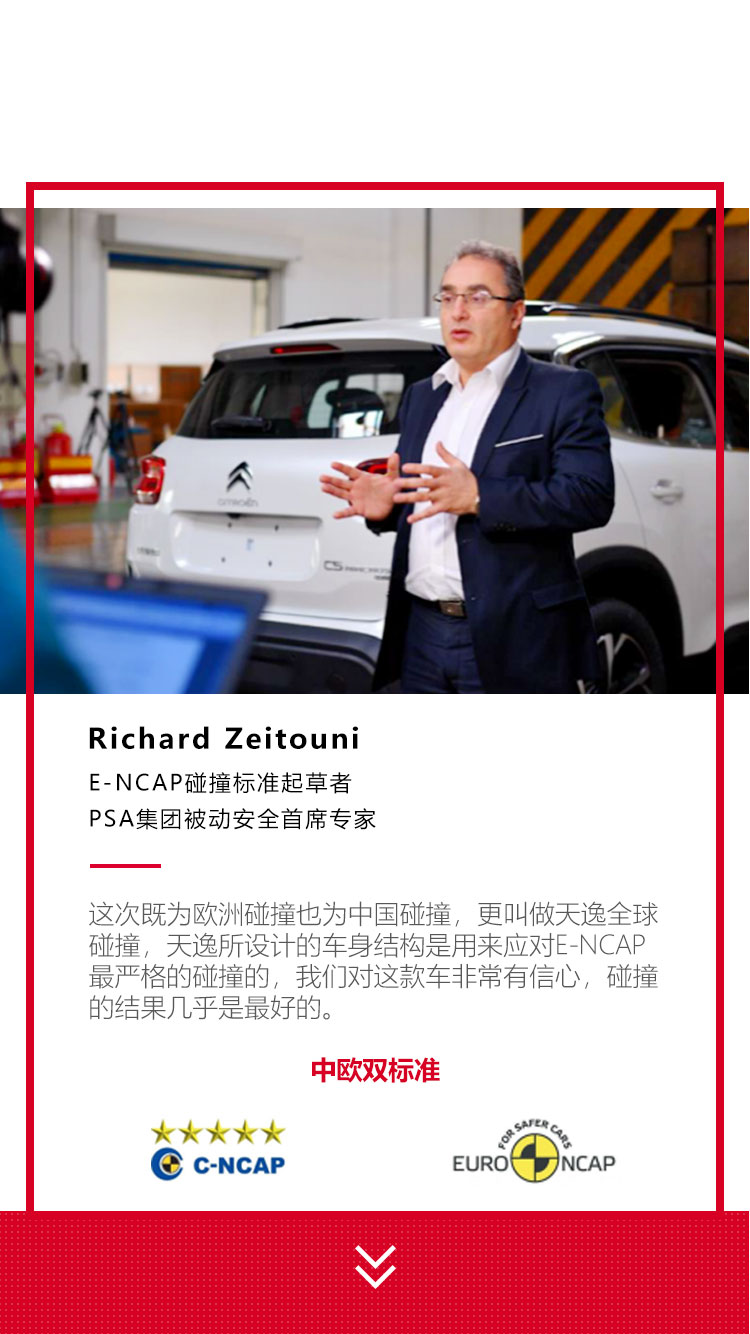 CITROËN
Richard Zeitouni
E-NCAP碰撞标准起草者
PSA集团被动安全首席专家
这次既为欧洲碰撞也为中国碰撞，更叫做天逸全球
碰撞，天逸所设计的车身结构是用来应对E-NCAP
最严格的碰撞的，我们对这款车非常有信心，碰撞
的结果几乎是最好的。
中欧双标准
C-NCAP
FOR SAFER CARS
EURO NCAP